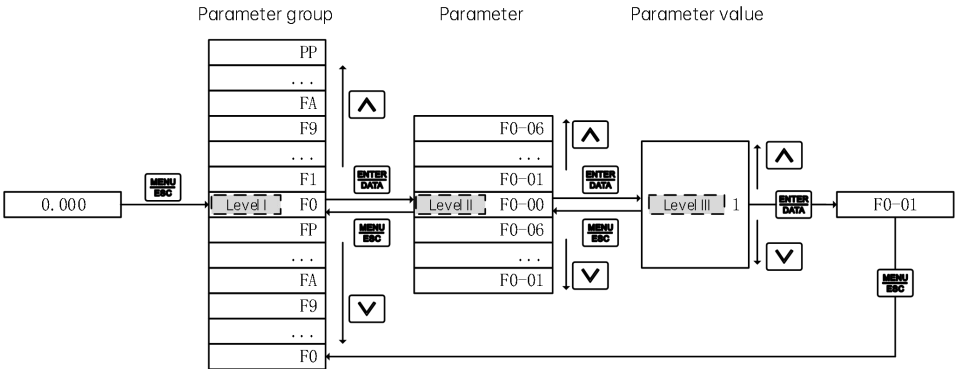 Parameter group
Parameter
Parameter value
PP
...
FA
F9
...
F1
Level I F0
FP
...
FA
F9
...
F0
0.000
MENU
ESC
ENTER
DATA
MENU
ESC
F0-06
...
F0-01
Level II F0-00
F0-06
...
F0-01
ENTER
DATA
MENU
ESC
Level III 1
ENTER
DATA
F0-01
MENU
ESC